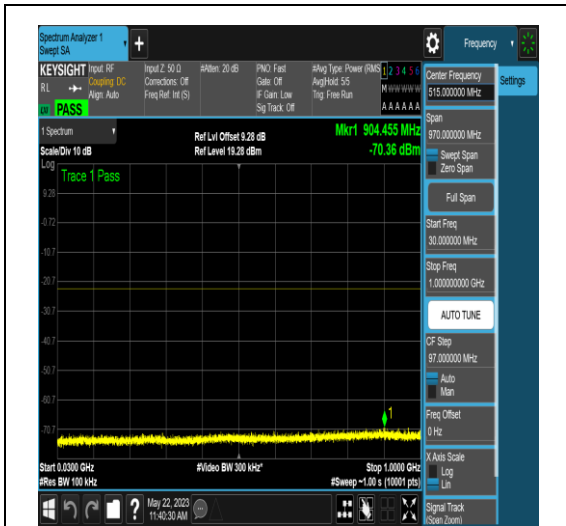 Spectrum Analyzer 1
Swept SA
+
Frequency
KEYSIGHT Input: RF Input Z: 50 Ω #Atten: 20 dB PNO: Fast #Avg Type: Power (RMS 1 2 3 4 5 6
RL Coupling: DC Corrections: Off Gate: Off Avg|Hold: 5/5 M W W W W W
Align: Auto Freq Ref: Int (S) IF Gain: Low Trig: Free Run
PASS Sig Track: Off A A A A A A
Center Frequency
515.000000 MHz
Settings
1 Spectrum
Ref Lvl Offset 9.28 dB Mkr1 904.455 MHz
Scale/Div 10 dB Ref Level 19.28 dBm -70.36 dBm
Log
Trace 1 Pass
9.28
-0.72
-10.7
-20.7
-30.7
-40.7
-50.7
-60.7
-70.7
1
Start 0.0300 GHz #Video BW 300 kHz* Stop 1.0000 GHz
#Res BW 100 kHz #Sweep ~1.00 s (10001 pts)
Span
970.000000 MHz
Swept Span
Zero Span
Full Span
Start Freq
30.000000 MHz
Stop Freq
1.000000000 GHz
AUTO TUNE
CF Step
97.000000 MHz
Auto
Man
Freq Offset
0 Hz
X Axis Scale
Log
Lin
Signal Track
(Span Zoom)
? May 22, 2023
11:40:30 AM